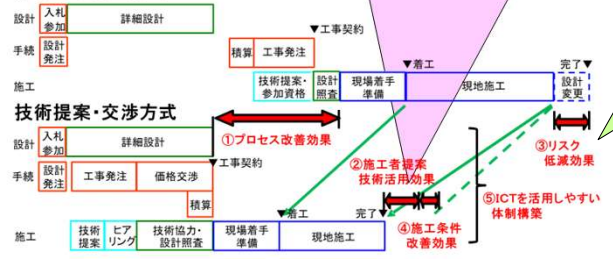 設計 入札参加 詳細設計
手続 設計発注 積算 工事発注 ▼工事契約
施工 技術提案・参加資格 設計照査 現場着手準備 ▼着工 現地施工 完了▼ 設計変更
技術提案・交渉方式
①プロセス改善効果
③リスク低減効果
設計 入札参加 詳細設計
▼工事契約
②施工者提案技術活用効果
手続 設計発注 工事発注 価格交渉
積算
⑤ICTを活用しやすい体制構築
▼着工 完了▼
④施工条件改善効果
施工 技術提案 ヒアリング 技術協力・設計照査 現場着手準備 現地施工